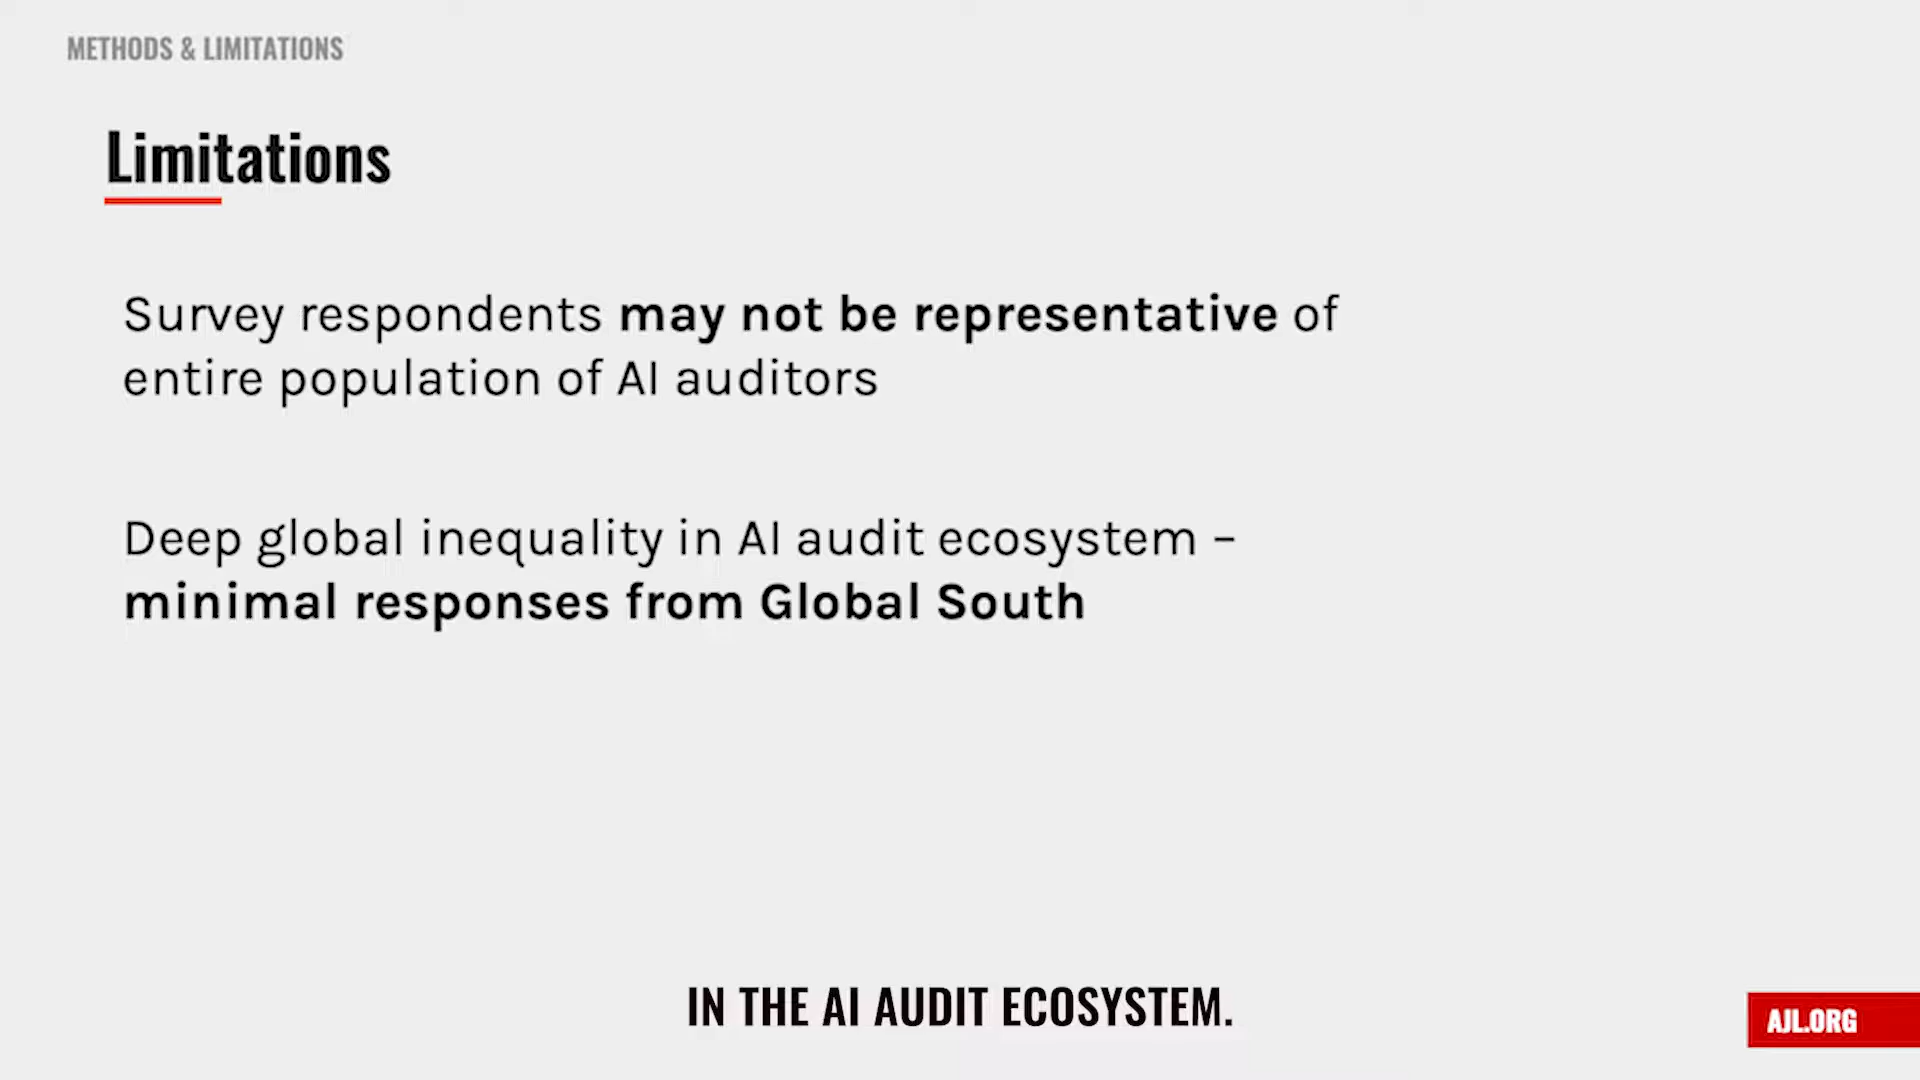 METHODS & LIMITATIONS
Limitations
Survey respondents may not be representative of
entire population of AI auditors
Deep global inequality in AI audit ecosystem –
minimal responses from Global South
IN THE AI AUDIT ECOSYSTEM.
AJL.ORG